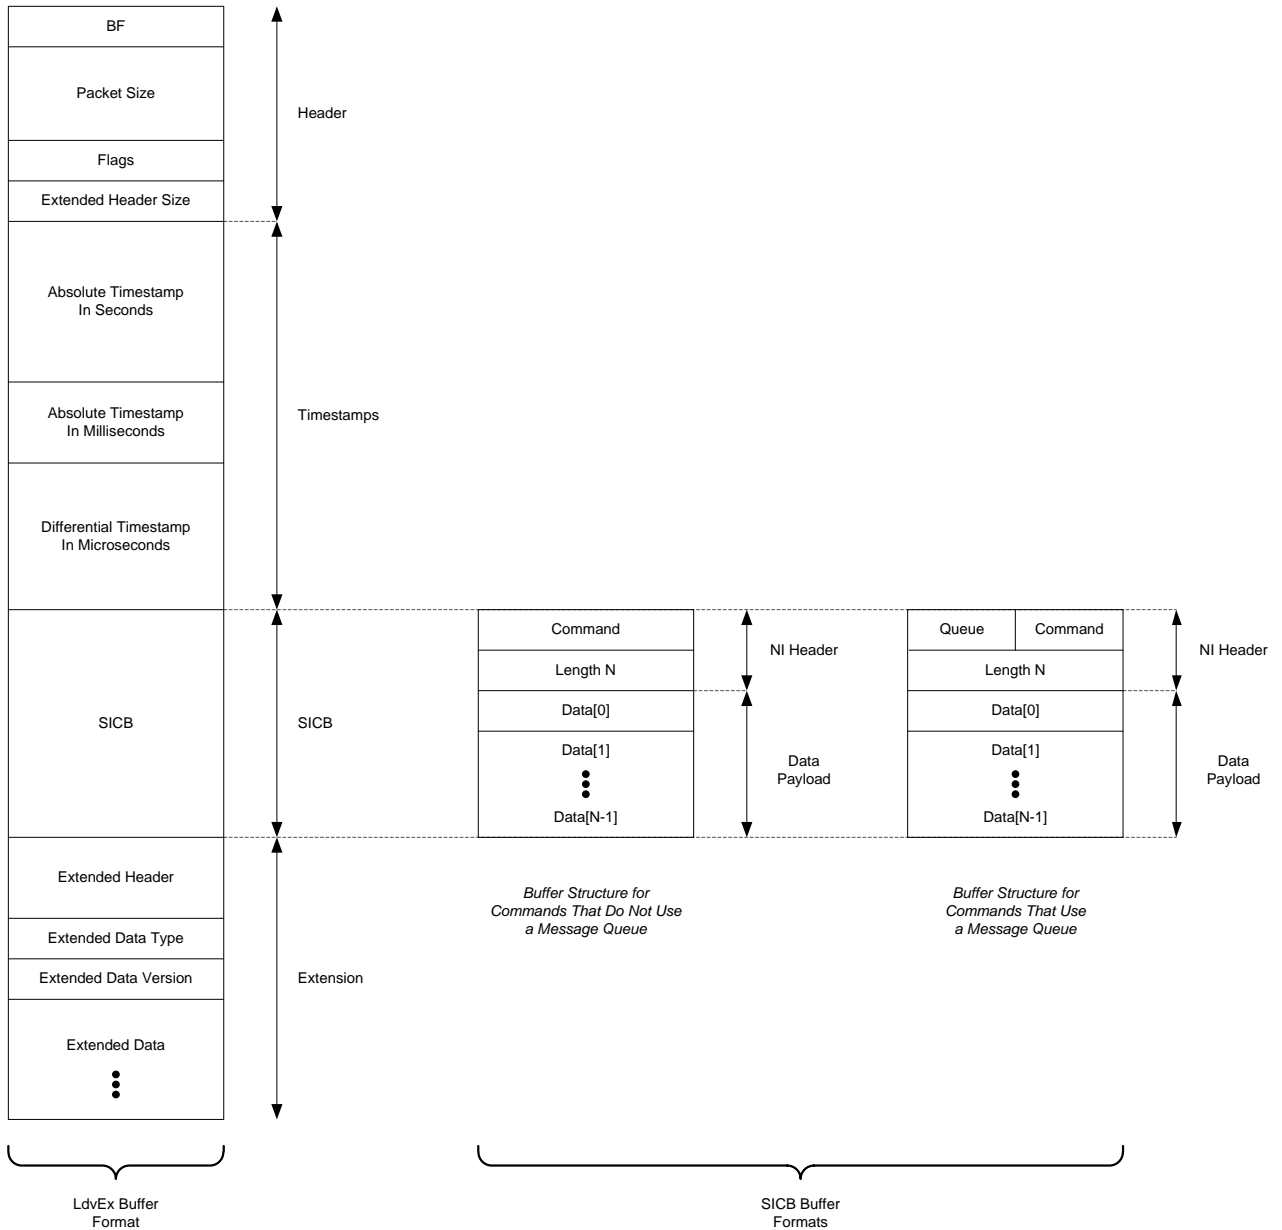 BF
Packet Size
Flags
Extended Header Size
Header
Absolute Timestamp
In Seconds
Absolute Timestamp
In Milliseconds
Differential Timestamp
In Microseconds
Timestamps
SICB
SICB
Command
Length N
Data[0]
Data[1]
Data[N-1]
NI Header
Data
Payload
Queue
Command
Length N
Data[0]
Data[1]
Data[N-1]
NI Header
Data
Payload
Buffer Structure for
Commands That Do Not Use
a Message Queue
Buffer Structure for
Commands That Use
a Message Queue
Extended Header
Extended Data Type
Extended Data Version
Extended Data
Extension
LdvEx Buffer
Format
SICB Buffer
Formats